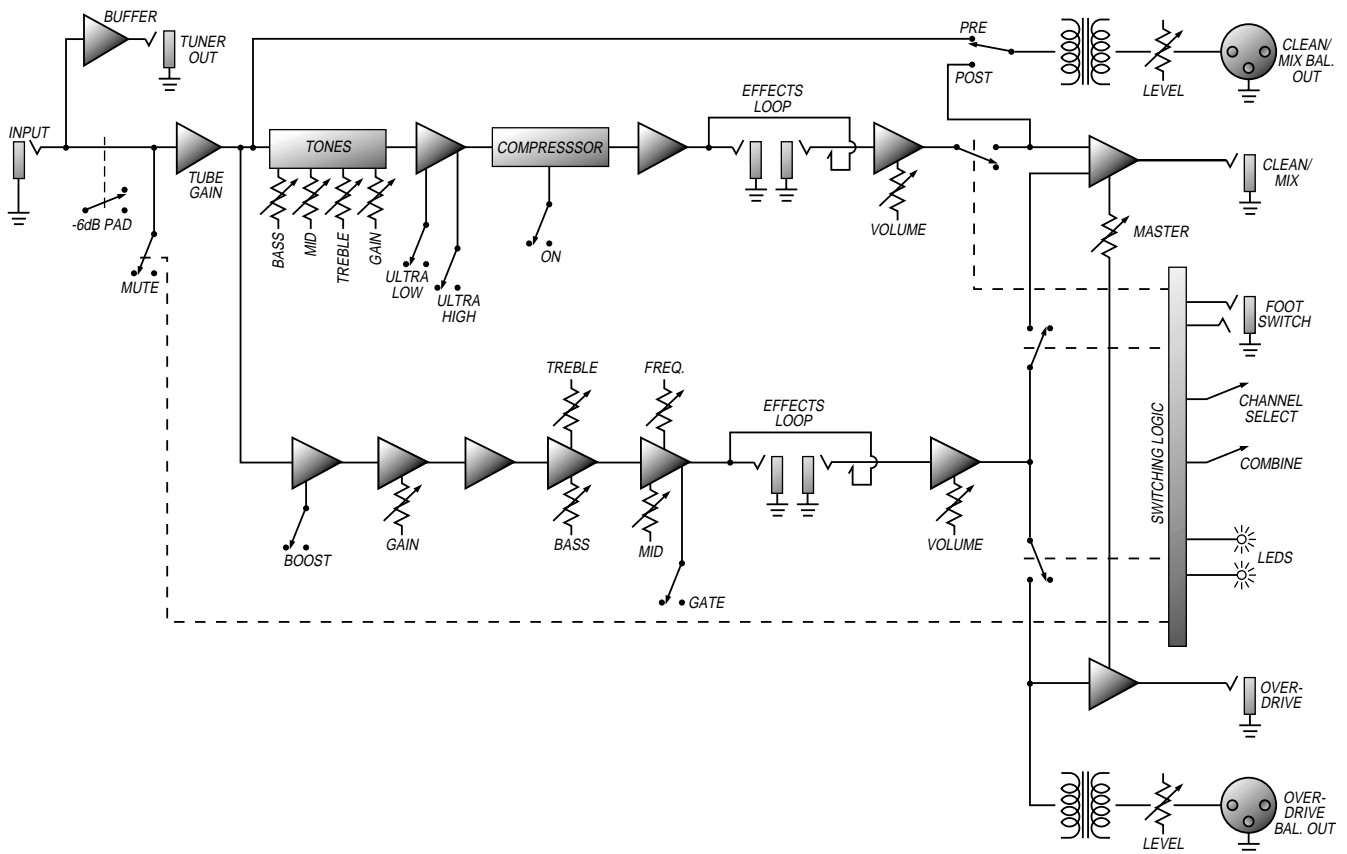 BUFFER
TUNER
OUT
PRE
POST
LEVEL
CLEAN/
MIX BAL.
OUT
INPUT
-6dB PAD
MUTE
TUBE
GAIN
TONES
BASS
MID
TREBLE
GAIN
ULTRA
LOW
ULTRA
HIGH
COMPRESSSOR
ON
EFFECTS
LOOP
VOLUME
CLEAN/
MIX
MASTER
FOOT
SWITCH
CHANNEL
SELECT
COMBINE
LEDS
SWITCHING LOGIC
BOOST
GAIN
TREBLE
BASS
FREQ.
MID
GATE
EFFECTS
LOOP
VOLUME
OVER-
DRIVE
LEVEL
OVER-
DRIVE
BAL. OUT